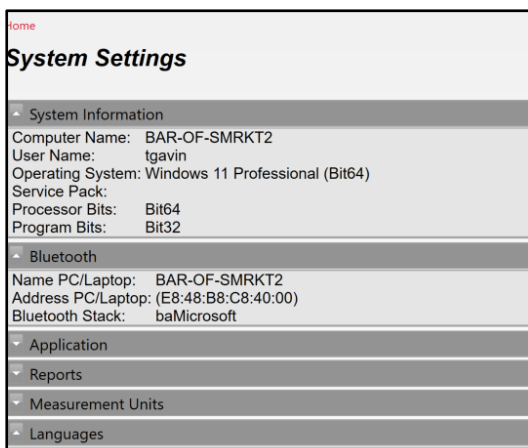 Home
System Settings
System Information
Computer Name: BAR-OF-SMRKT2
User Name: tgavin
Operating System: Windows 11 Professional (Bit64)
Service Pack:
Processor Bits: Bit64
Program Bits: Bit32
Bluetooth
Name PC/Laptop: BAR-OF-SMRKT2
Address PC/Laptop: (E8:48:B8:C8:40:00)
Bluetooth Stack: baMicrosoft
Application
Reports
Measurement Units
Languages